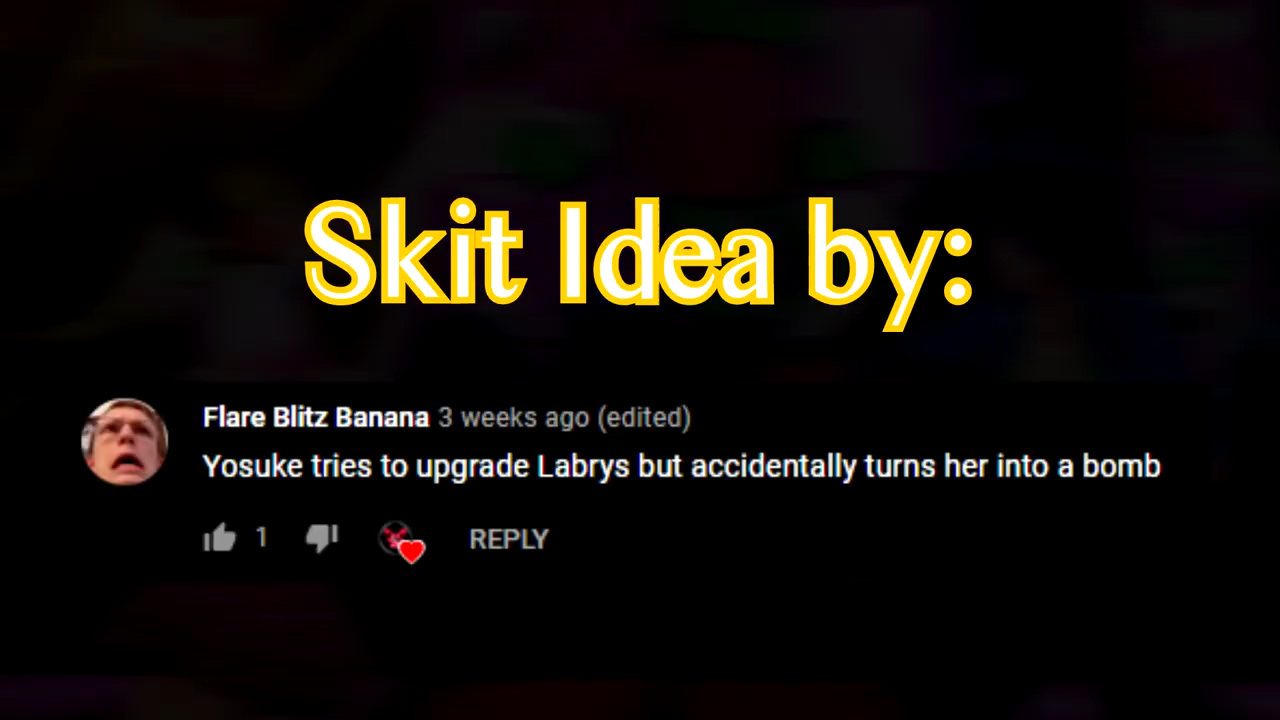 Skit Idea by:
Flare Blitz Banana 3 weeks ago (edited)
Yosuke tries to upgrade Labrys but accidentally turns her into a bomb
1 REPLY